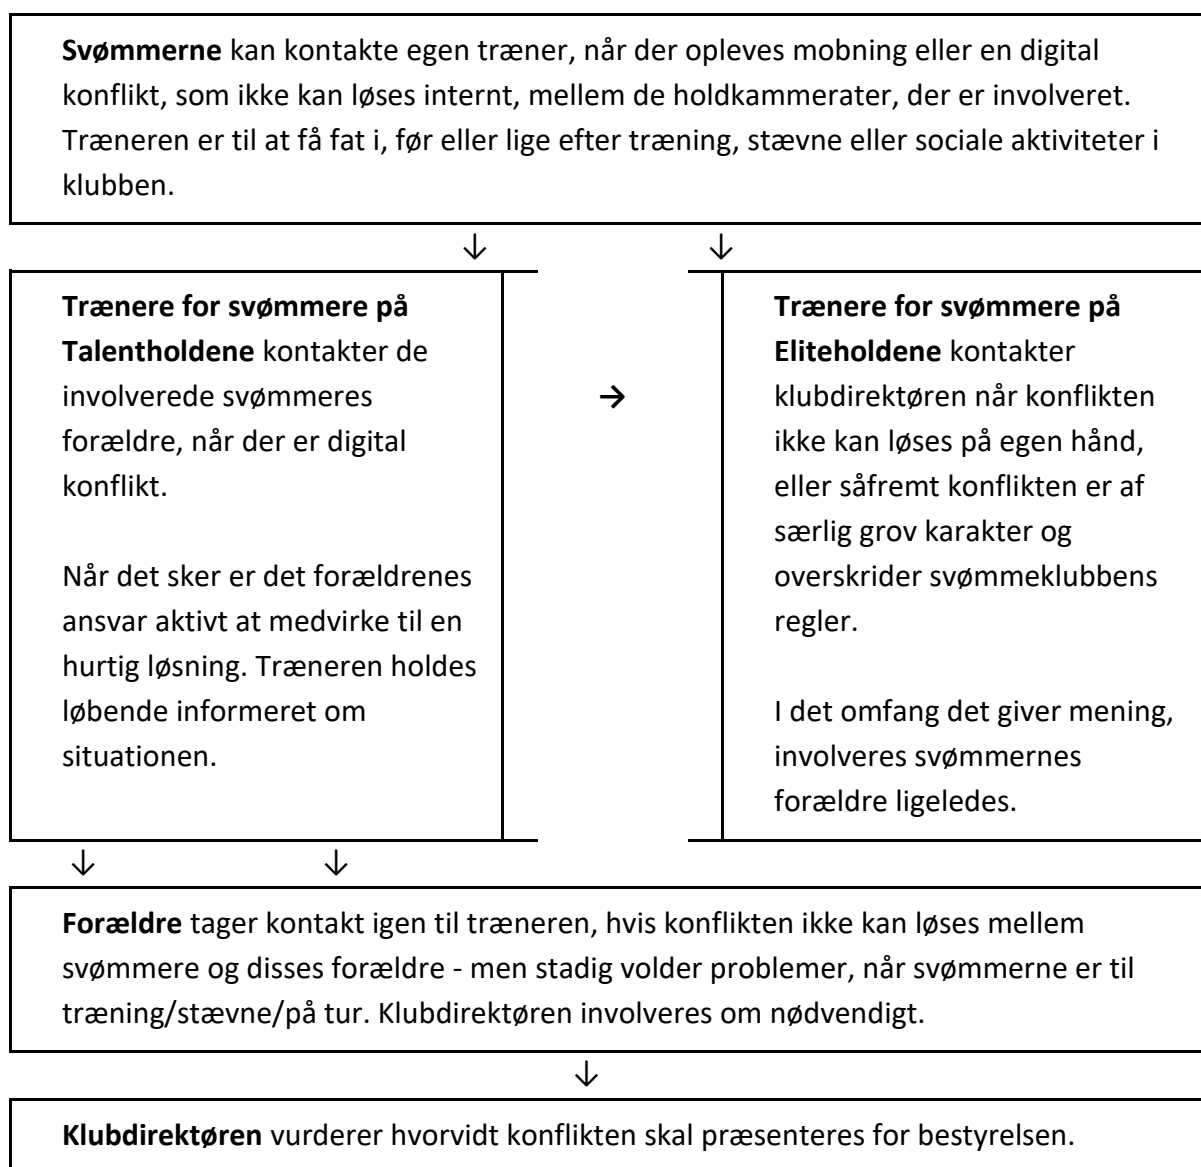 Svømmerne kan kontakte egen træner, når der opleves mobning eller en digital
konflikt, som ikke kan løses internt, mellem de holdkammerater, der er involveret.
Træneren er til at få fat i, før eller lige efter træning, stævne eller sociale aktiviteter i
klubben.
↓ ↓
Trænere for svømmere på
Talentholdene kontakter de
involverede svømmeres
forældre, når der er digital
konflikt.
Når det sker er det forældrenes
ansvar aktivt at medvirke til en
hurtig løsning. Træneren holdes
løbende informeret om
situationen.
→
Trænere for svømmere på
Eliteholdene kontakter
klubdirektøren når konflikten
ikke kan løses på egen hånd,
eller såfremt konflikten er af
særlig grov karakter og
overskrider svømmeklubbens
regler.
I det omfang det giver mening,
involveres svømmernes
forældre ligeledes.
↓ ↓
Forældre tager kontakt igen til træneren, hvis konflikten ikke kan løses mellem
svømmere og disses forældre - men stadig volder problemer, når svømmerne er til
træning/stævne/på tur. Klubdirektøren involveres om nødvendigt.
↓
Klubdirektøren vurderer hvorvidt konflikten skal præsenteres for bestyrelsen.